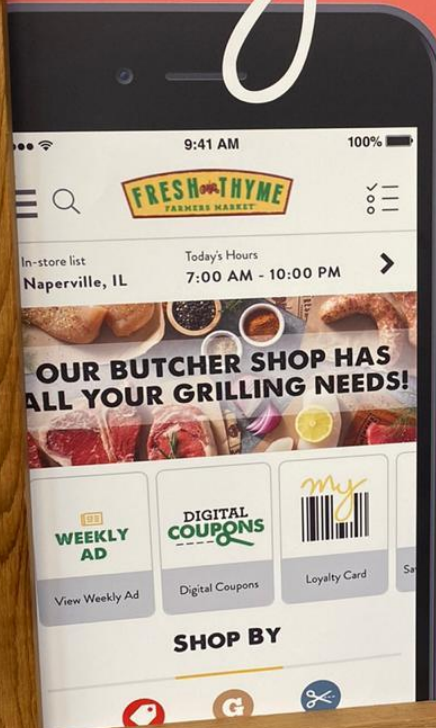 9:41 AM
100%
FRESH THYME
FARMERS MARKET
In-store list
Today's Hours
Naperville, IL
7:00 AM - 10:00 PM
OUR BUTCHER SHOP HAS
ALL YOUR GRILLING NEEDS!
WEEKLY
AD
DIGITAL
COUPONS
my
View Weekly Ad
Digital Coupons
Loyalty Card
SHOP BY
G